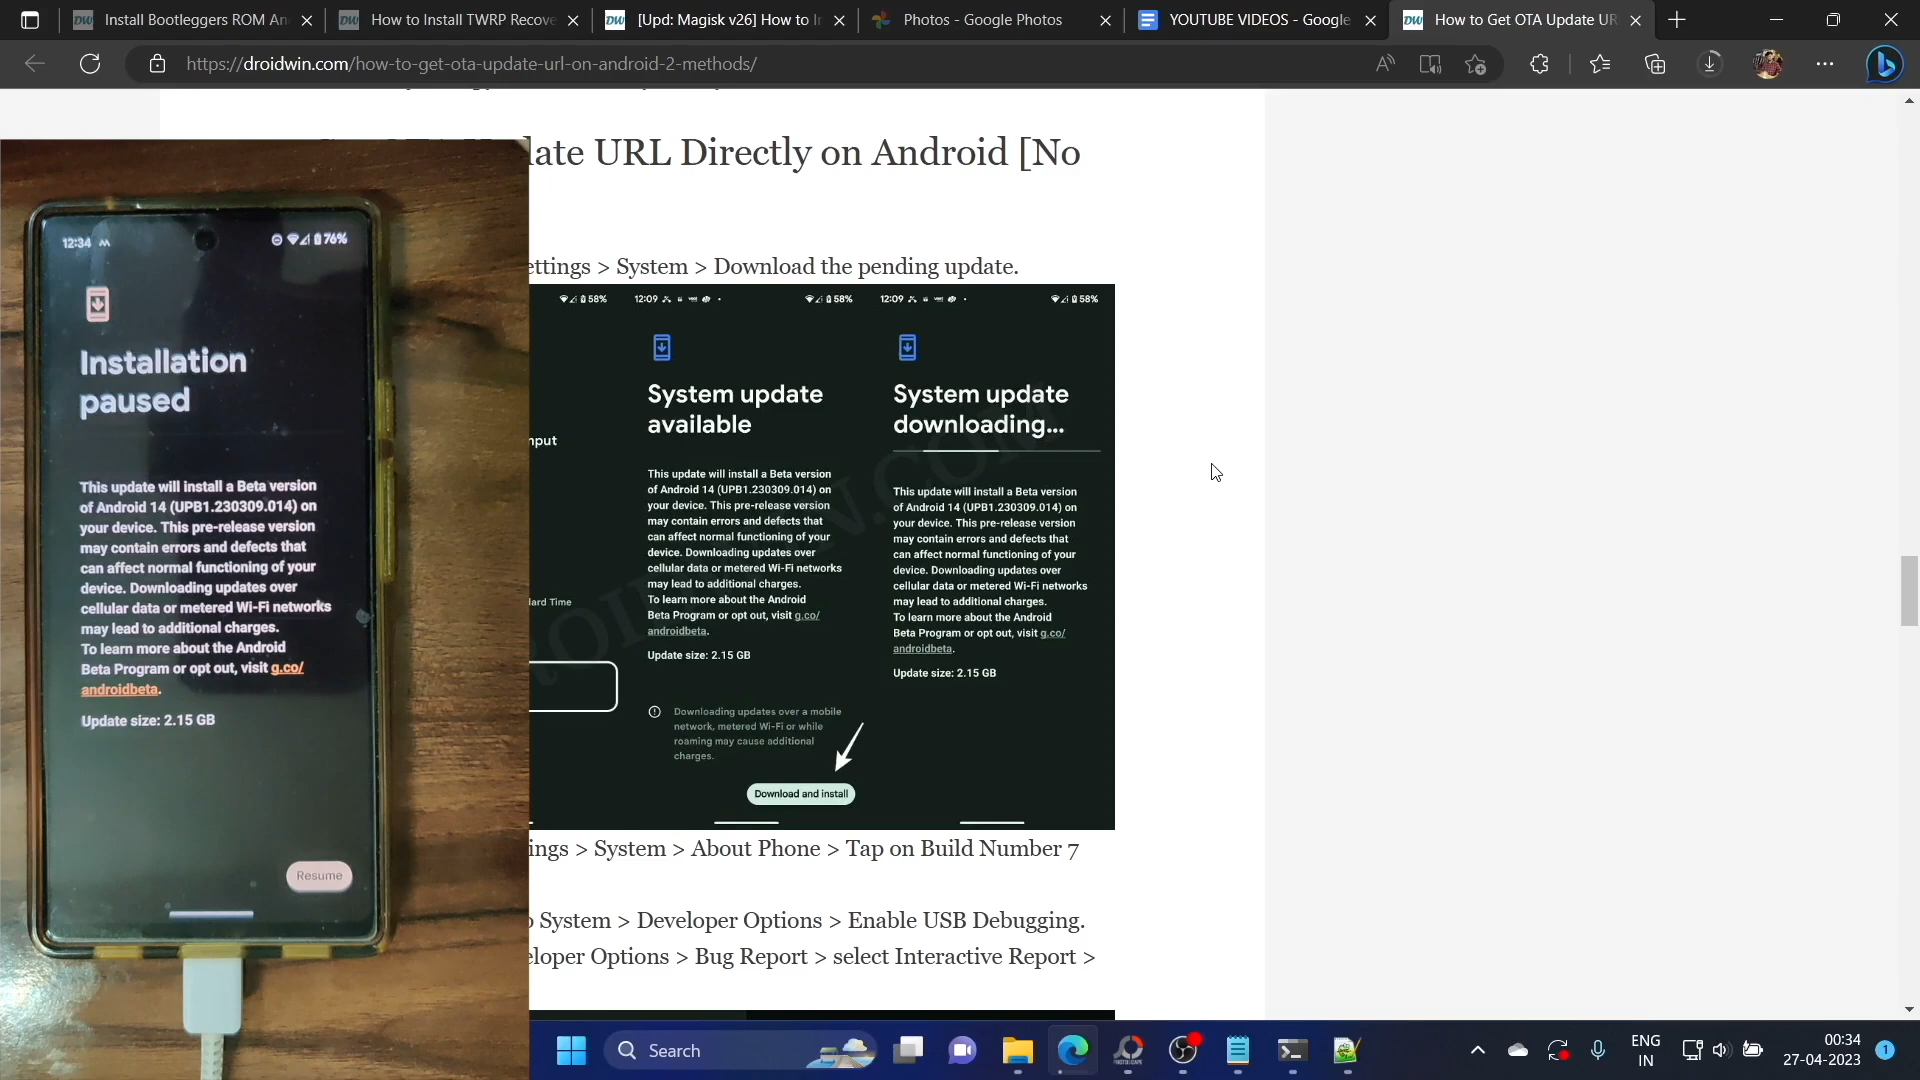 Install Bootleggers ROM An
How to Install TWRP Recove
[Upd: Magisk v26] How to In
Photos - Google Photos
YOUTUBE VIDEOS - Google
How to Get OTA Update UR
https://droidwin.com/how-to-get-ota-update-url-on-android-2-methods/
date URL Directly on Android [No
ettings > System > Download the pending update.
12:34
76%
Installation
paused
This update will install a Beta version
of Android 14 (UPB1.230309.014) on
your device. This pre-release version
may contain errors and defects that
can affect normal functioning of your
device. Downloading updates over
cellular data or metered Wi-Fi networks
may lead to additional charges.
To learn more about the Android
Beta Program or opt out, visit g.co/
androidbeta.
Update size: 2.15 GB
Resume
58%
nput
dard Time
12:09
58%
System update
available
This update will install a Beta version
of Android 14 (UPB1.230309.014) on
your device. This pre-release version
may contain errors and defects that
can affect normal functioning of your
device. Downloading updates over
cellular data or metered Wi-Fi networks
may lead to additional charges.
To learn more about the Android
Beta Program or opt out, visit g.co/
androidbeta.
Update size: 2.15 GB
Downloading updates over a mobile
network, metered Wi-Fi or while
roaming may cause additional
charges.
Download and install
12:09
58%
System update
downloading...
This update will install a Beta version
of Android 14 (UPB1.230309.014) on
your device. This pre-release version
may contain errors and defects that
can affect normal functioning of your
device. Downloading updates over
cellular data or metered Wi-Fi networks
may lead to additional charges.
To learn more about the Android
Beta Program or opt out, visit g.co/
androidbeta.
Update size: 2.15 GB
ings > System > About Phone > Tap on Build Number 7
o System > Developer Options > Enable USB Debugging.
eloper Options > Bug Report > select Interactive Report >
Search
ENG
IN
00:34
27-04-2023
1